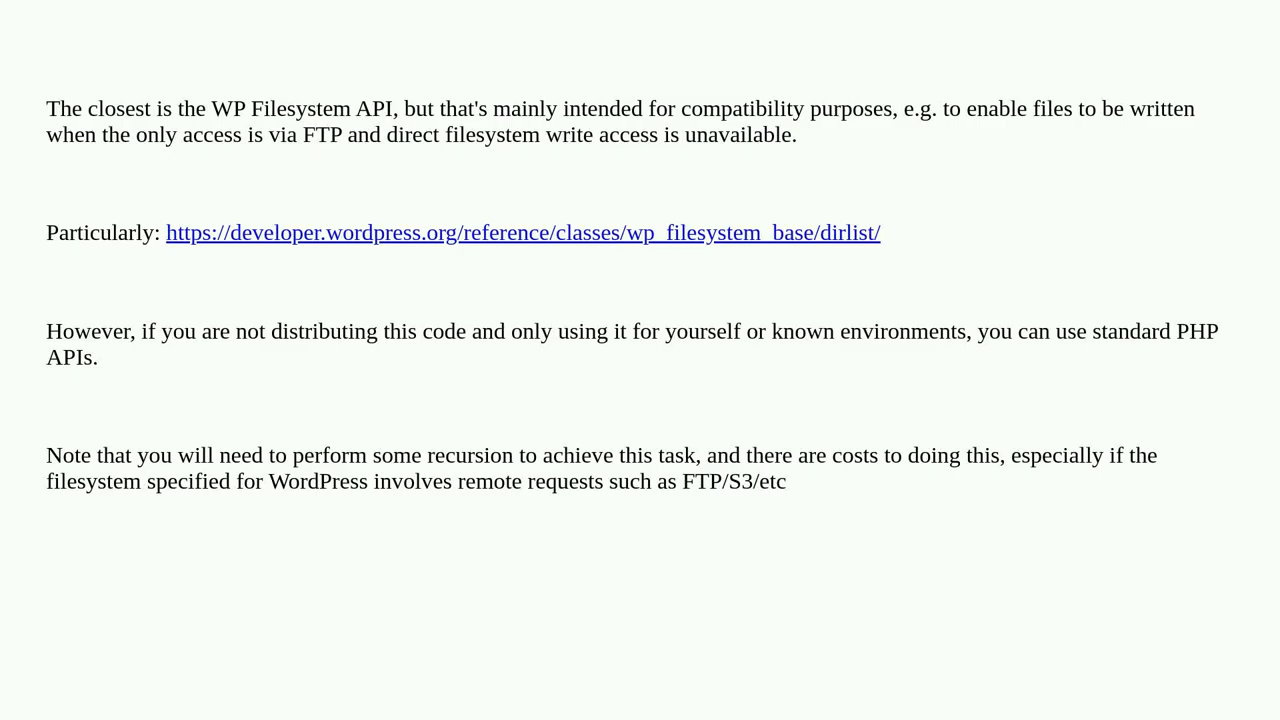 The closest is the WP Filesystem API, but that's mainly intended for compatibility purposes, e.g. to enable files to be written
when the only access is via FTP and direct filesystem write access is unavailable.
Particularly: https://developer.wordpress.org/reference/classes/wp_filesystem_base/dirlist/
However, if you are not distributing this code and only using it for yourself or known environments, you can use standard PHP
APIs.
Note that you will need to perform some recursion to achieve this task, and there are costs to doing this, especially if the
filesystem specified for WordPress involves remote requests such as FTP/S3/etc